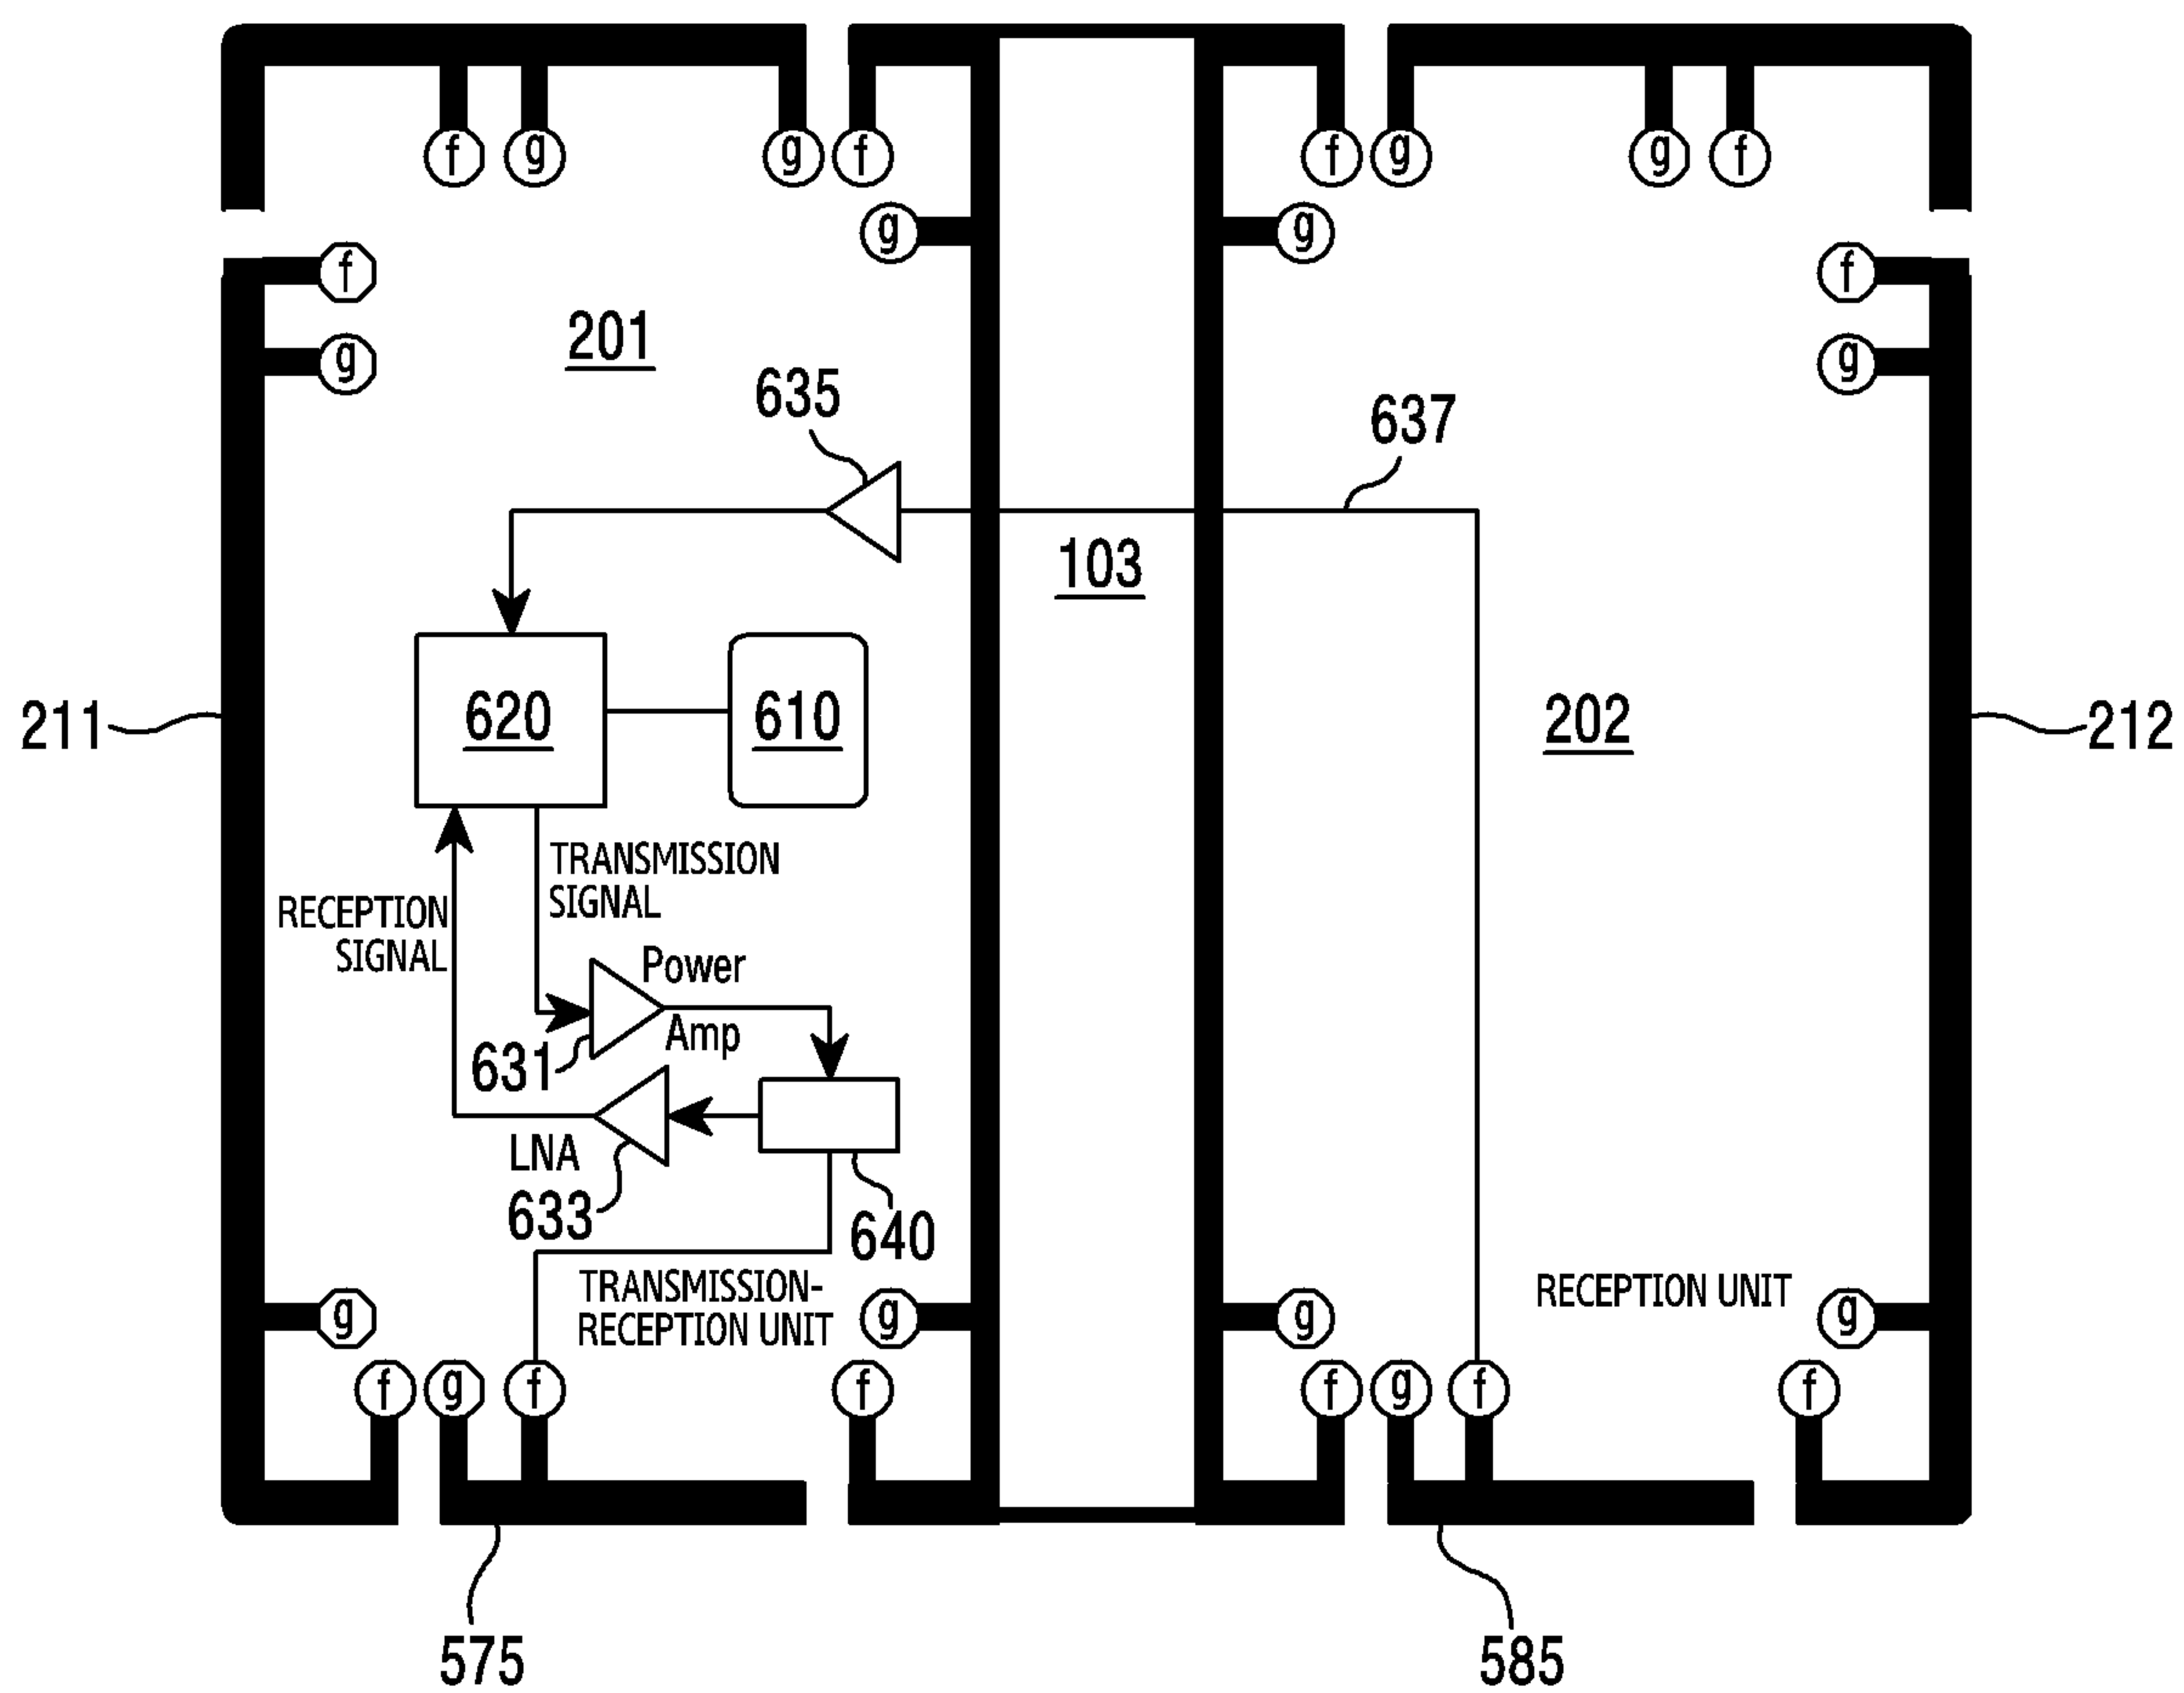 f g g f f g g f
g g
f f
g g
201
635
637
103
211
620
610
202
212
TRANSMISSION
SIGNAL
RECEPTION
SIGNAL
Power
Amp
631
LNA
633
640
TRANSMISSION-
RECEPTION UNIT
RECEPTION UNIT
g g g g
f g f f f g f f
575
585